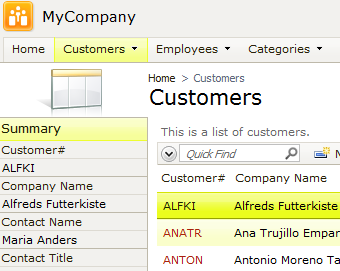 MyCompany
Home Customers Employees Categories
Home > Customers
Customers
Summary
Customer#
ALFKI
Company Name
Alfreds Futterkiste
Contact Name
Maria Anders
Contact Title
This is a list of customers.
Quick Find N
Customer# Company Name
ALFKI Alfreds Futterkiste
ANATR Ana Trujillo Empar
ANTON Antonio Moreno Ta